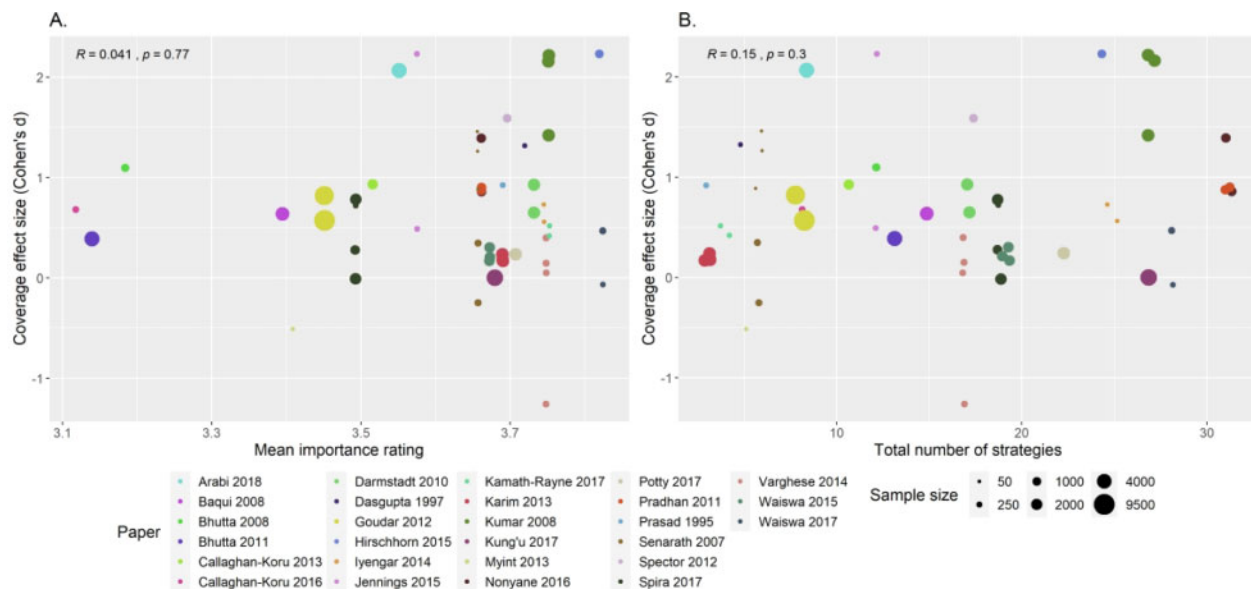 A.
B.
R = 0.041 , p = 0.77
R = 0.15 , p = 0.3
Coverage effect size (Cohen's d)
2
1
0
-1
3.1 3.3 3.5 3.7
Mean importance rating
Coverage effect size (Cohen's d)
2
1
0
-1
10 20 30
Total number of strategies
Paper
Arabi 2018
Baqui 2008
Bhutta 2008
Bhutta 2011
Callaghan-Koru 2013
Callaghan-Koru 2016
Darmstadt 2010
Dasgupta 1997
Goudar 2012
Hirschhorn 2015
Iyengar 2014
Jennings 2015
Kamath-Rayne 2017
Karim 2013
Kumar 2008
Kung'u 2017
Myint 2013
Nonyane 2016
Potty 2017
Pradhan 2011
Prasad 1995
Senarath 2007
Spector 2012
Spira 2017
Varghese 2014
Waiswa 2015
Waiswa 2017
Sample size
50
250
1000
2000
4000
9500